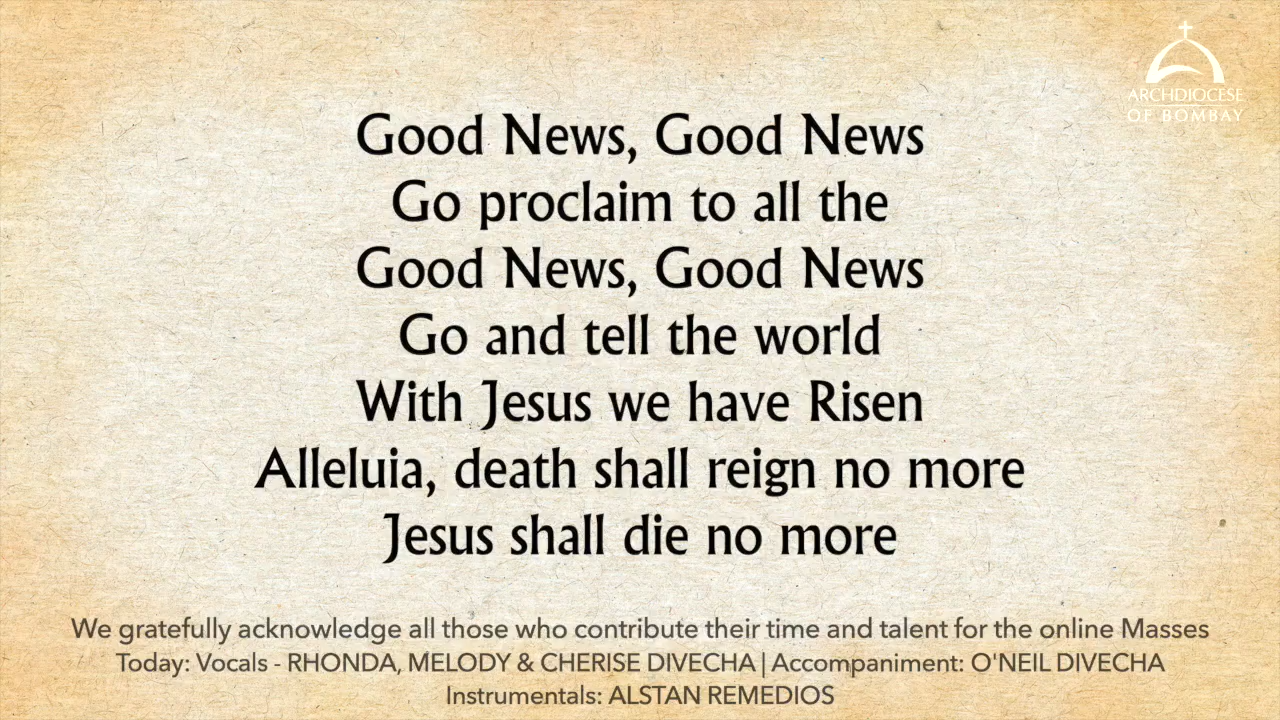 ARCHDIOCESE
OF BOMBAY
Good News, Good News
Go proclaim to all the
Good News, Good News
Go and tell the world
With Jesus we have Risen
Alleluia, death shall reign no more
Jesus shall die no more
We gratefully acknowledge all those who contribute their time and talent for the online Masses
Today: Vocals - RHONDA, MELODY & CHERISE DIVECHA | Accompaniment: O'NEIL DIVECHA
Instrumentals: ALSTAN REMEDIOS